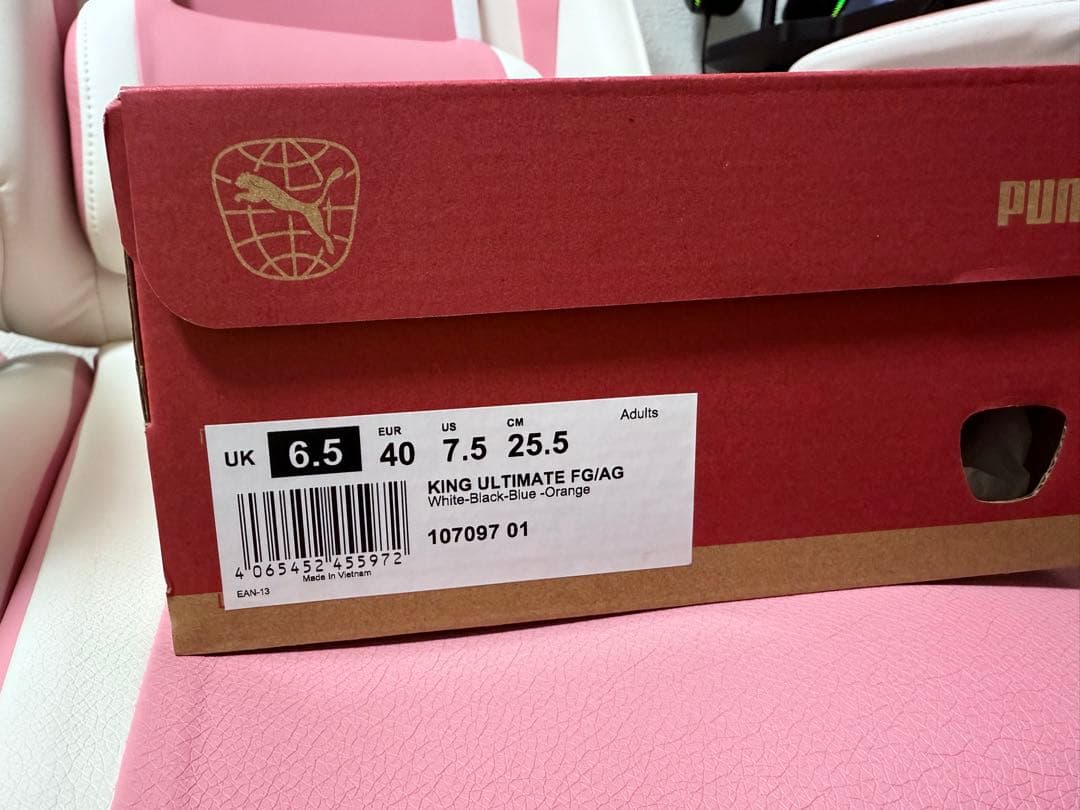 PUM
Adults
UK 6.5 EUR 40 US 7.5 CM 25.5
KING ULTIMATE FG/AG
White-Black-Blue -Orange
107097 01
4 065452 455972
Made in Vietnam
EAN-13